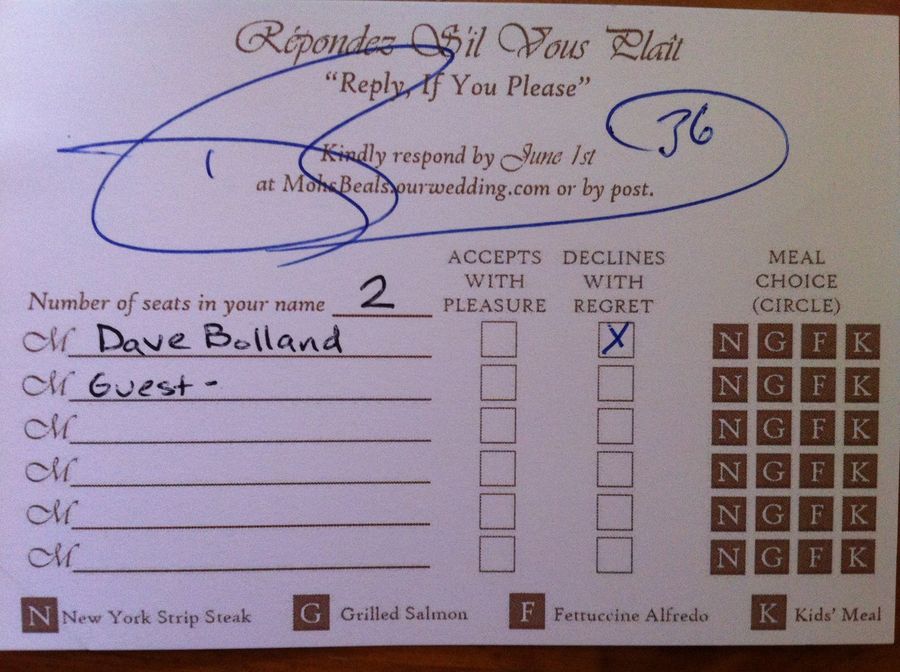 Répondez S'il Vous Plaît
"Reply, If You Please"
36
Kindly respond by June 1st
at MohsBeals.ourwedding.com or by post.
ACCEPTS WITH PLEASURE
DECLINES WITH REGRET
MEAL CHOICE (CIRCLE)
Number of seats in your name 2
M Dave Bolland X N G F K
M Guest - N G F K
M N G F K
M N G F K
M N G F K
M N G F K
N New York Strip Steak G Grilled Salmon F Fettuccine Alfredo K Kids' Meal